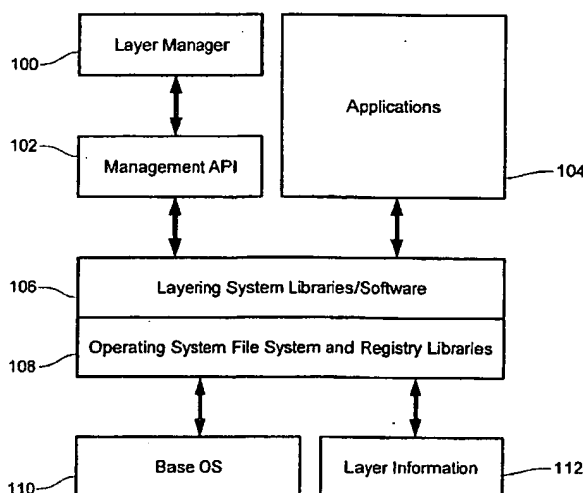 Layer Manager
100
Applications
102
Management API
104
106
Layering System Libraries/Software
108
Operating System File System and Registry Libraries
Base OS
Layer Information
110
112